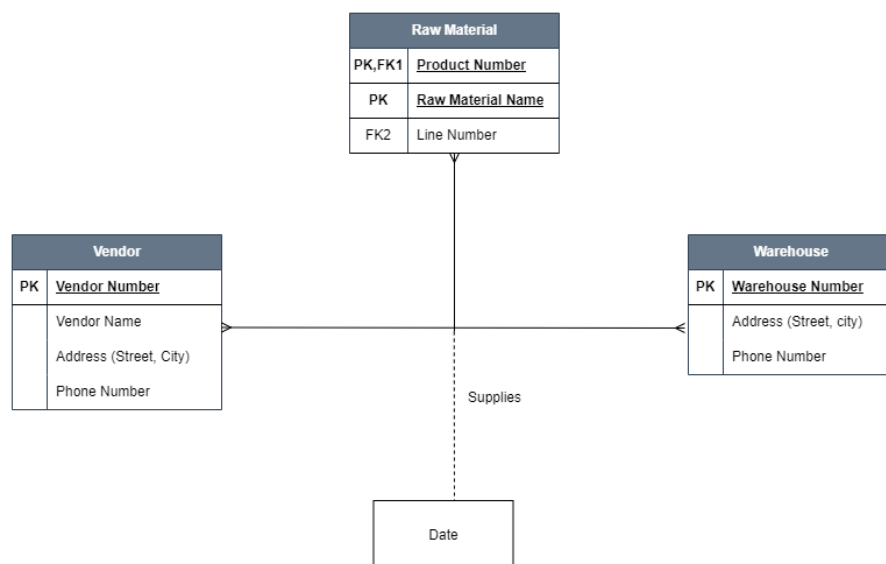 Raw Material
PK,FK1 Product Number
PK Raw Material Name
FK2 Line Number
Vendor
PK Vendor Number
Vendor Name
Address (Street, City)
Phone Number
Warehouse
PK Warehouse Number
Address (Street, city)
Phone Number
Supplies
Date